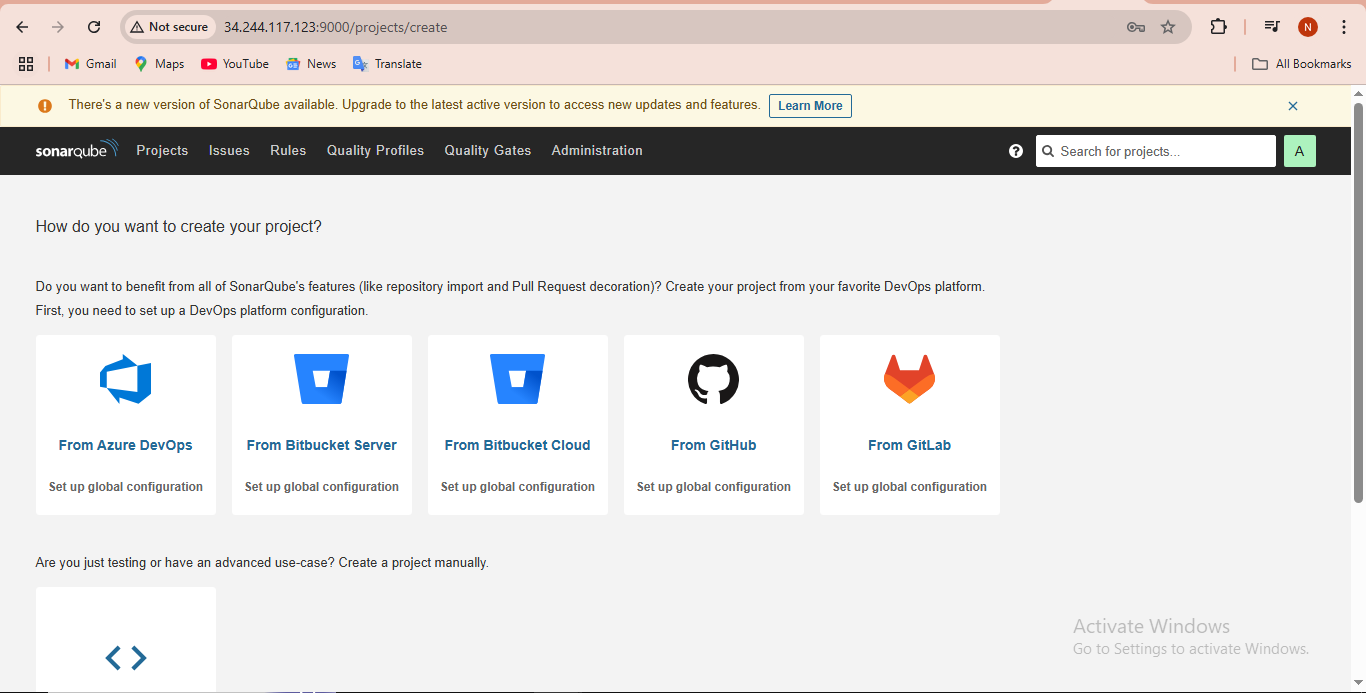 Not secure 34.244.117.123:9000/projects/create N
Gmail Maps YouTube News Translate All Bookmarks
There's a new version of SonarQube available. Upgrade to the latest active version to access new updates and features. Learn More
sonarqube Projects Issues Rules Quality Profiles Quality Gates Administration ? Search for projects... A
How do you want to create your project?
Do you want to benefit from all of SonarQube's features (like repository import and Pull Request decoration)? Create your project from your favorite DevOps platform.
First, you need to set up a DevOps platform configuration.
From Azure DevOps From Bitbucket Server From Bitbucket Cloud From GitHub From GitLab
Set up global configuration Set up global configuration Set up global configuration Set up global configuration Set up global configuration
Are you just testing or have an advanced use-case? Create a project manually.
Activate Windows
Go to Settings to activate Windows.